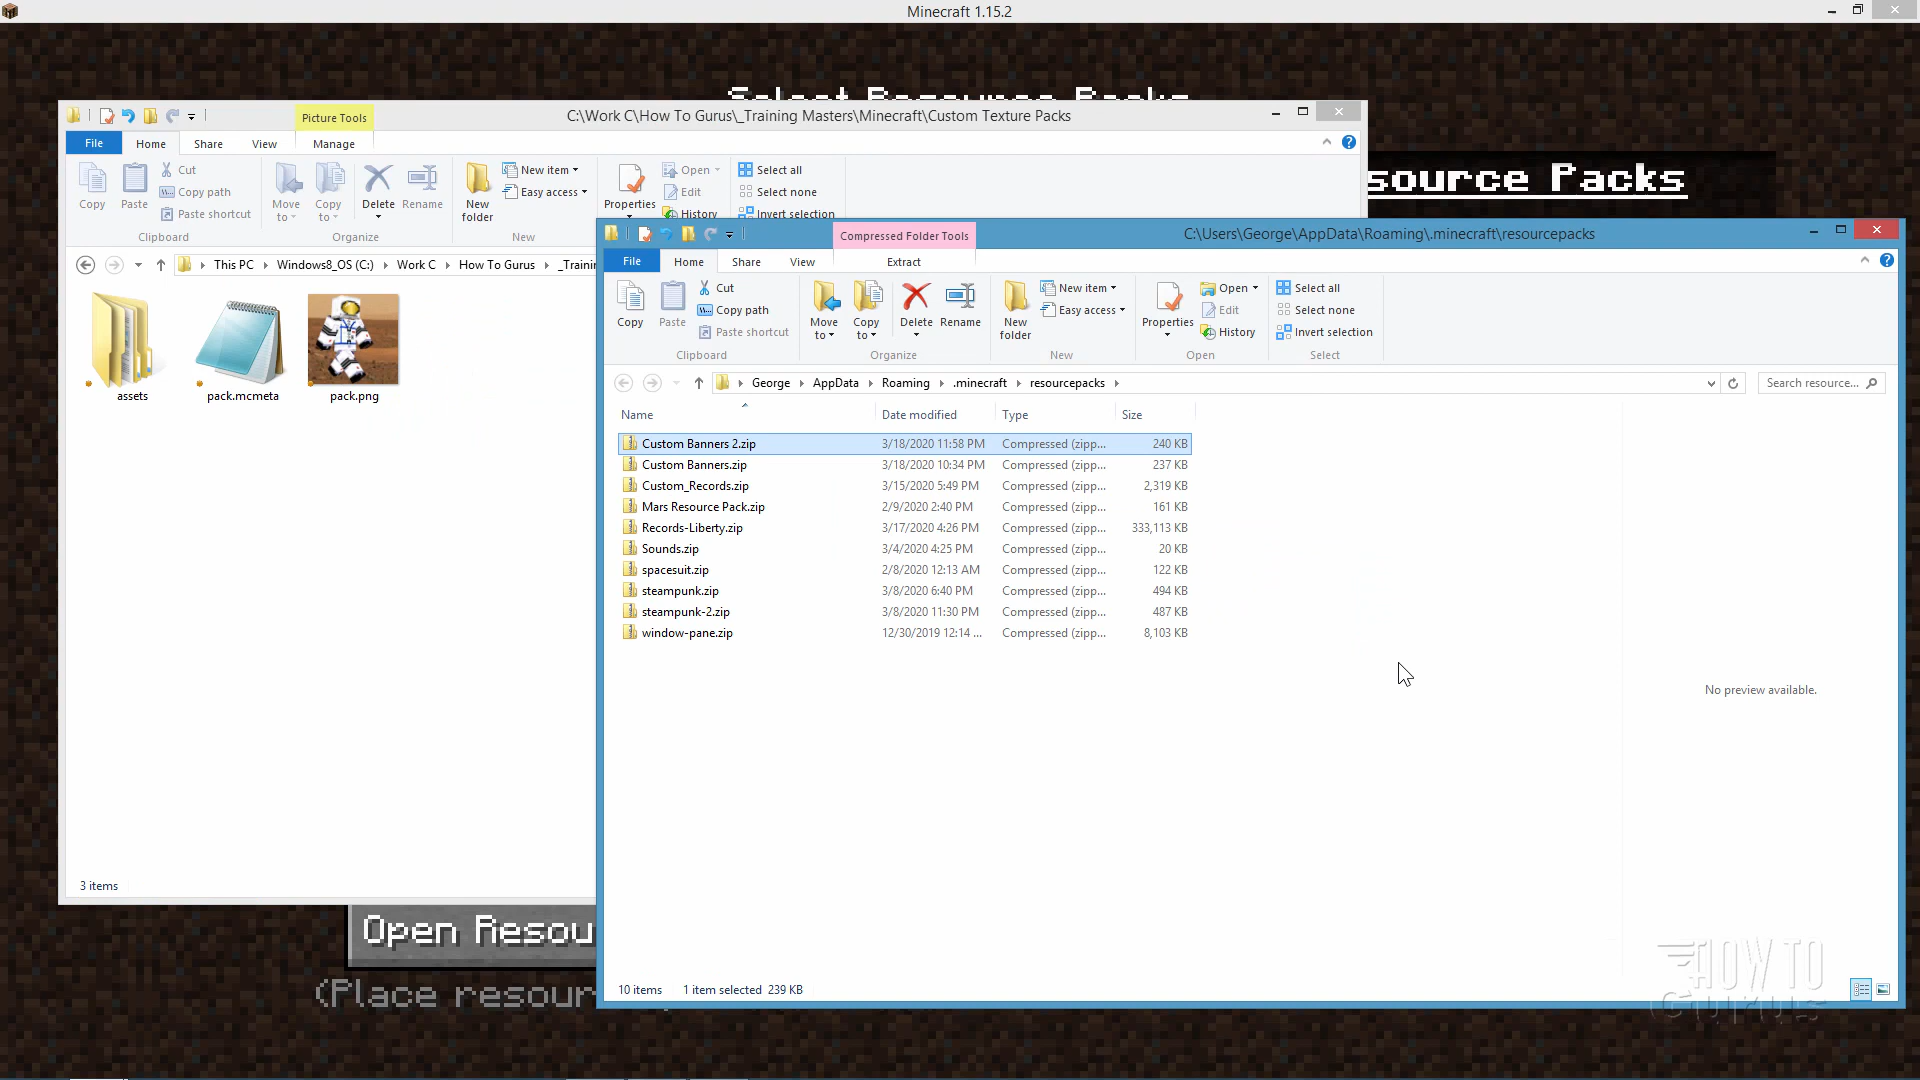 Minecraft 1.15.2
Select Resource Packs
source Packs
Picture Tools
C:\Work C\How To Gurus\_Training Masters\Minecraft\Custom Texture Packs
File Home Share View Manage
Copy
Paste
Cut
Copy path
Paste shortcut
Clipboard
Move to
Copy to
Delete
Rename
Organize
New folder
New item
Easy access
New
Properties
Open
Edit
History
Select all
Select none
Invert selection
This PC Windows8_OS (C:) Work C How To Gurus
assets
pack.mcmeta
pack.png
3 items
Compressed Folder Tools
C:\Users\George\AppData\Roaming\.minecraft\resourcepacks
File Home Share View Extract
Copy
Paste
Cut
Copy path
Paste shortcut
Clipboard
Move to
Copy to
Delete
Rename
Organize
New folder
New item
Easy access
New
Properties
Open
Edit
History
Open
Select all
Select none
Invert selection
Select
George AppData Roaming .minecraft resourcepacks
Search resource...
Name Date modified Type Size
Custom Banners 2.zip 3/18/2020 11:58 PM Compressed (zipp... 240 KB
Custom Banners.zip 3/18/2020 10:34 PM Compressed (zipp... 237 KB
Custom_Records.zip 3/15/2020 5:49 PM Compressed (zipp... 2,319 KB
Mars Resource Pack.zip 2/9/2020 2:40 PM Compressed (zipp... 161 KB
Records-Liberty.zip 3/17/2020 4:26 PM Compressed (zipp... 333,113 KB
Sounds.zip 3/4/2020 4:25 PM Compressed (zipp... 20 KB
spacesuit.zip 2/8/2020 12:13 AM Compressed (zipp... 122 KB
steampunk.zip 3/8/2020 6:40 PM Compressed (zipp... 494 KB
steampunk-2.zip 3/8/2020 11:30 PM Compressed (zipp... 487 KB
window-pane.zip 12/30/2019 12:14 ... Compressed (zipp... 8,103 KB
No preview available.
10 items 1 item selected 239 KB
Open Resou
(Place resour
HOW TO
GURUS